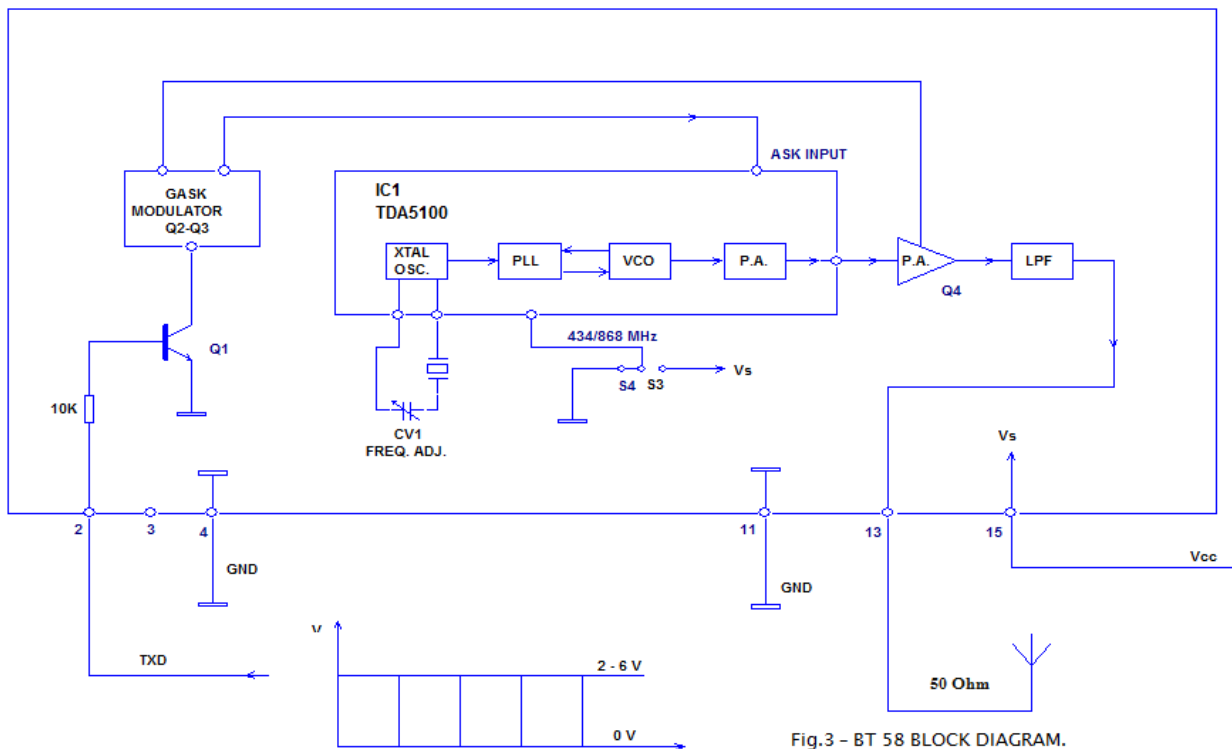 ASK INPUT
GASK
MODULATOR
Q2-Q3
IC1
TDA5100
XTAL
OSC.
PLL
VCO
P.A.
P.A.
LPF
Q4
Q1
434/868 MHz
S4
S3
Vs
10K
CV1
FREQ. ADJ.
Vs
2
3
4
11
13
15
GND
GND
Vcc
TXD
V
2 - 6 V
0 V
50 Ohm
Fig.3 - BT 58 BLOCK DIAGRAM.